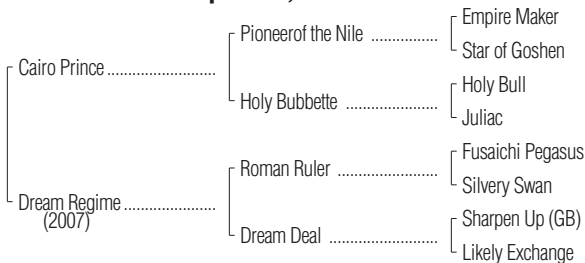 Empire Maker
Pioneerof the Nile ................
Star of Goshen
Cairo Prince ..........................
Holy Bull
Holy Bubbette ......................
Juliac
Fusaichi Pegasus
Roman Ruler ........................
Silvery Swan
Dream Regime ......................
(2007)
Sharpen Up (GB)
Dream Deal ..........................
Likely Exchange